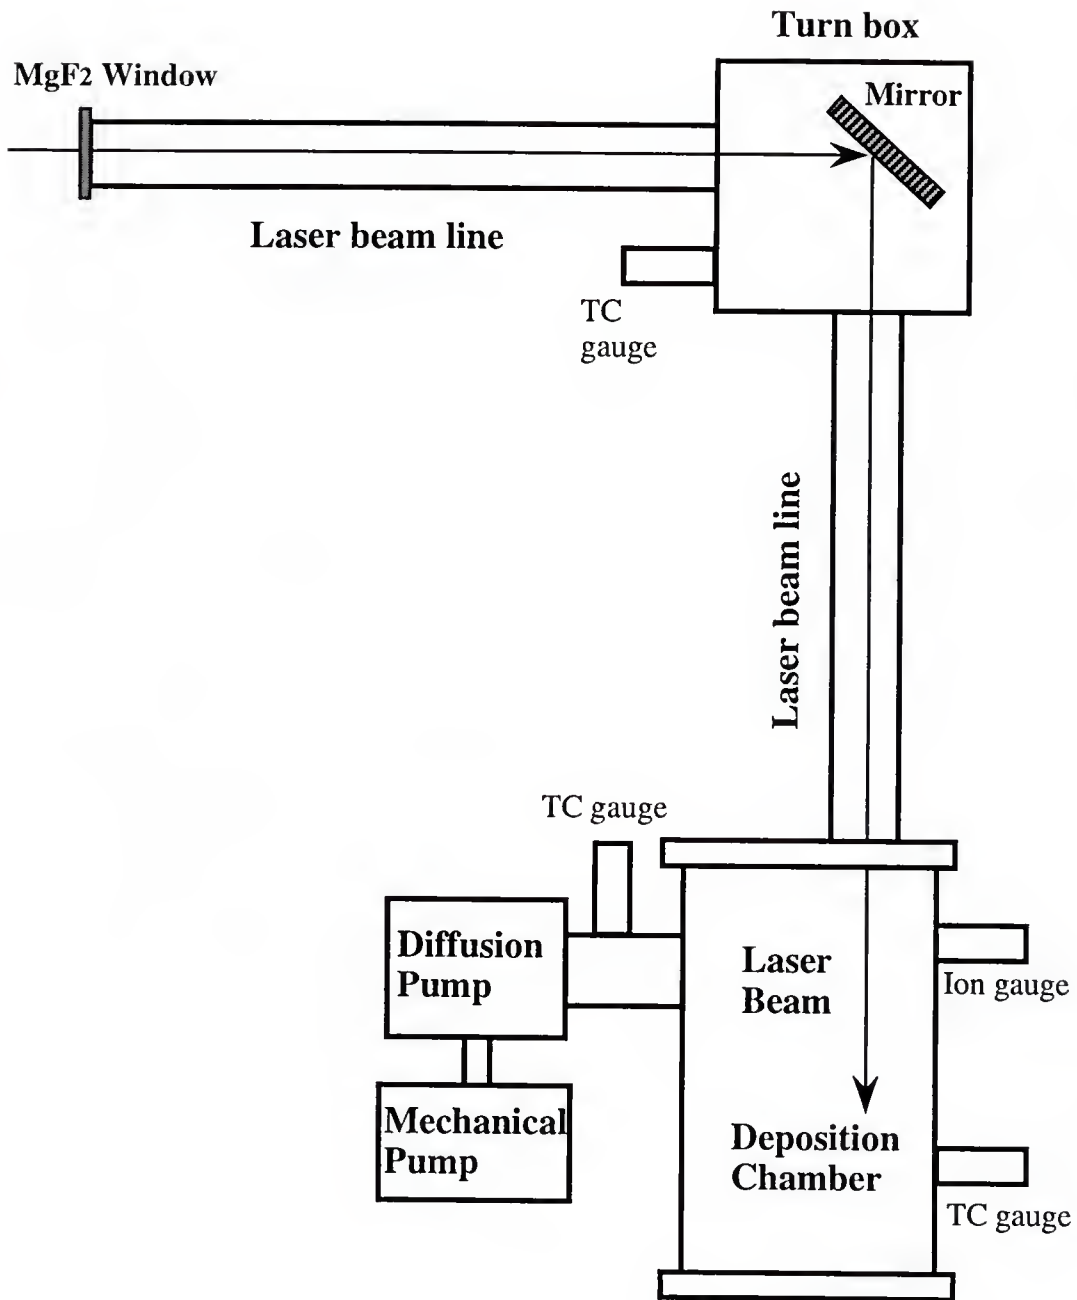 Turn box
MgF2 Window
Mirror
Laser beam line
TC
gauge
Laser beam line
TC gauge
Diffusion
Pump
Laser
Beam
Ion gauge
Mechanical
Pump
Deposition
Chamber
TC gauge